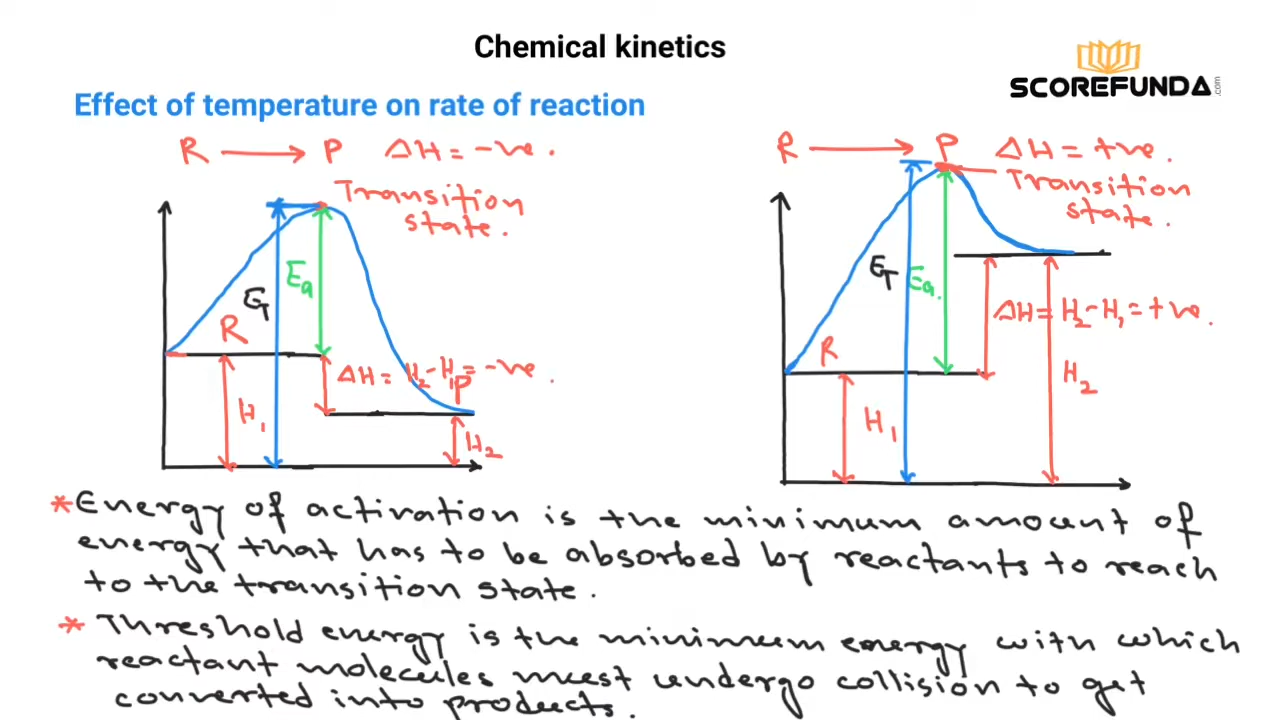 Chemical kinetics
SCOREFUNDA.com
Effect of temperature on rate of reaction
R → P ΔH = -ve.
Transition
state.
E_T
Ea
R
ΔH = H₂-H₁ = -ve.
P
H₁
H₂
R → P ΔH = +ve.
Transition
state.
E_T
Ea.
ΔH = H₂-H₁ = +ve.
R
H₁
H₂
* Energy of activation is the minimum amount of
energy that has to be absorbed by reactants to reach
to the transition state.
* Threshold energy is the minimum energy with which
reactant molecules must undergo collision to get
converted into products.